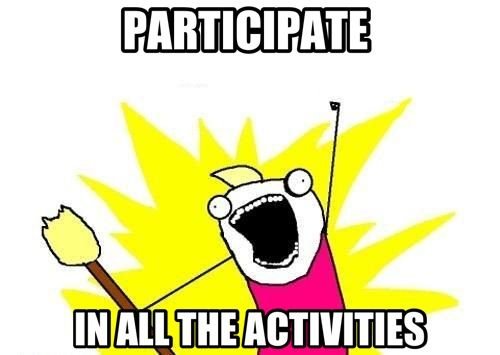 PARTICIPATE
IN ALL THE ACTIVITIES